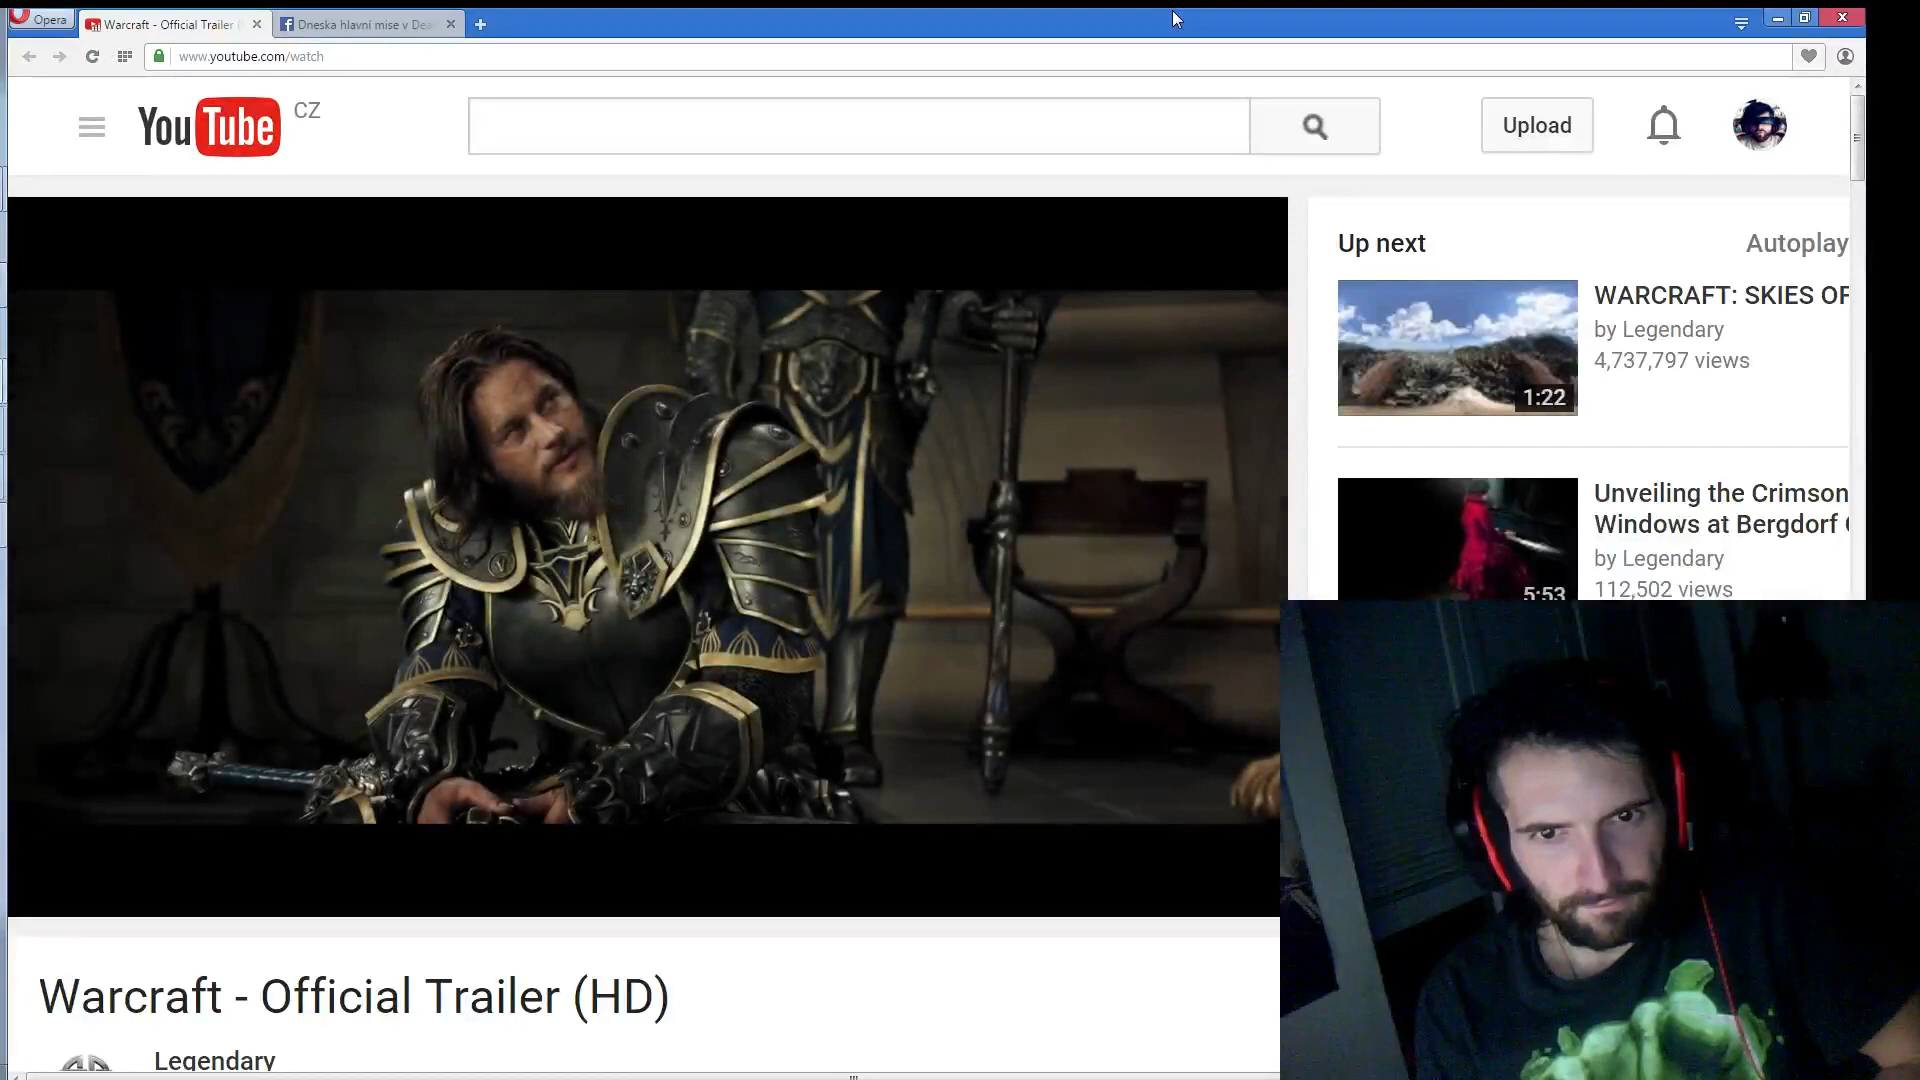 Opera
Warcraft - Official Trailer (
Dneska hlavní mise v Dea
www.youtube.com/watch
YouTube CZ
Upload
Up next
Autoplay
WARCRAFT: SKIES OF
by Legendary
4,737,797 views
1:22
Unveiling the Crimson
Windows at Bergdorf
by Legendary
112,502 views
5:53
Warcraft - Official Trailer (HD)
Legendary